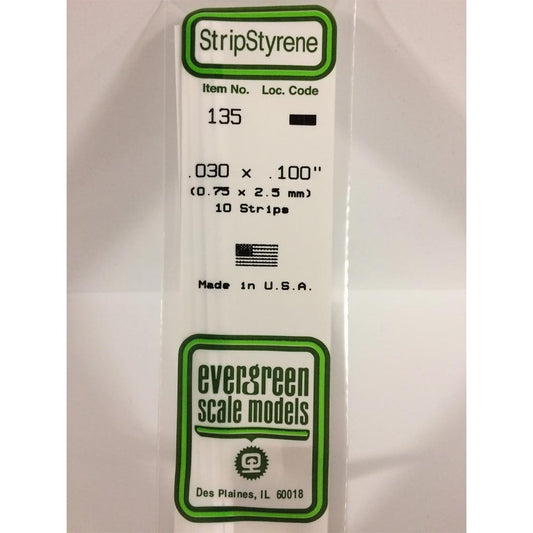 StripStyrene
Item No. Loc. Code
135
.030 x .100"
(0.75 x 2.5 mm)
10 Strips
Made in U.S.A.
evergreen
scale models
Des Plaines, IL 60018